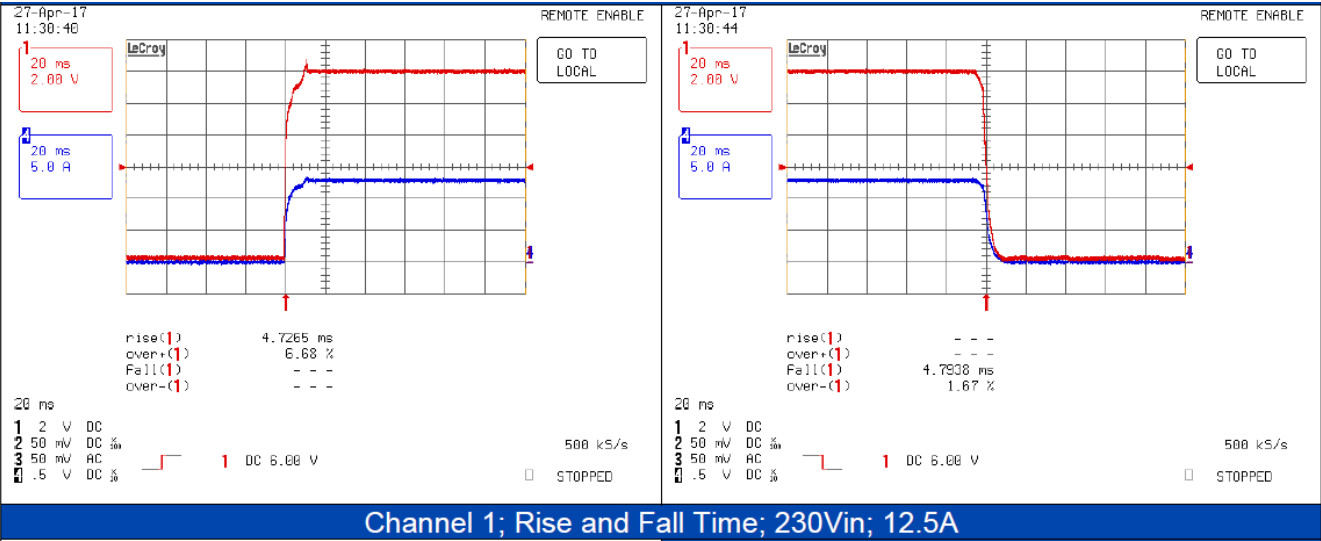 27-Apr-17
11:30:40
REMOTE ENABLE
1
20 ms
2.00 V
LeCroy
GO TO
LOCAL
4
20 ms
5.0 A
4
rise(1) 4.7265 ms
over+(1) 6.68 %
Fall(1) - - -
over-(1) - - -
20 ms
1 2 V DC
2 50 mV DC
3 50 mV AC
4 .5 V DC
1 DC 6.00 V
500 kS/s
STOPPED
27-Apr-17
11:30:44
REMOTE ENABLE
1
20 ms
2.00 V
LeCroy
GO TO
LOCAL
4
20 ms
5.0 A
4
rise(1) - - -
over+(1) - - -
Fall(1) 4.7938 ms
over-(1) 1.67 %
20 ms
1 2 V DC
2 50 mV DC
3 50 mV AC
4 .5 V DC
1 DC 6.00 V
500 kS/s
STOPPED
Channel 1; Rise and Fall Time; 230Vin; 12.5A